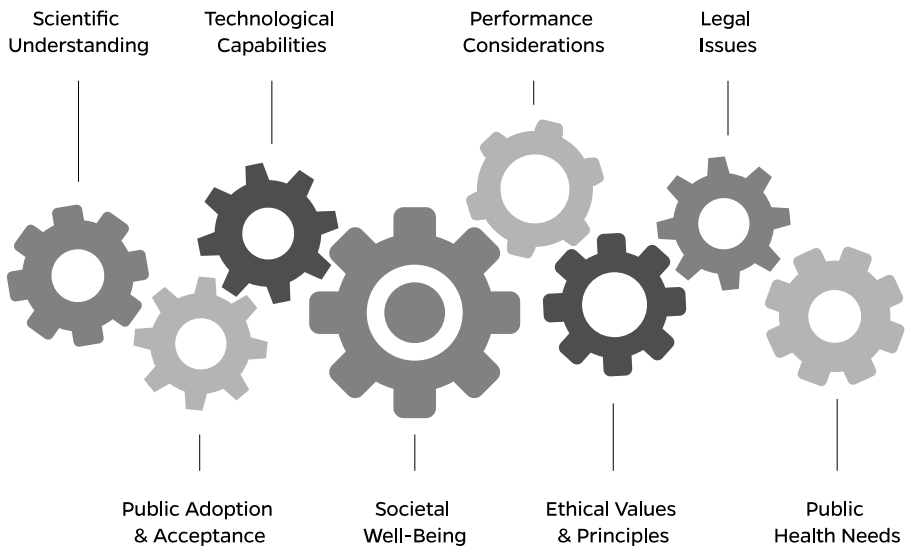 Scientific
Understanding
Technological
Capabilities
Performance
Considerations
Legal
Issues
Public Adoption
& Acceptance
Societal
Well-Being
Ethical Values
& Principles
Public
Health Needs